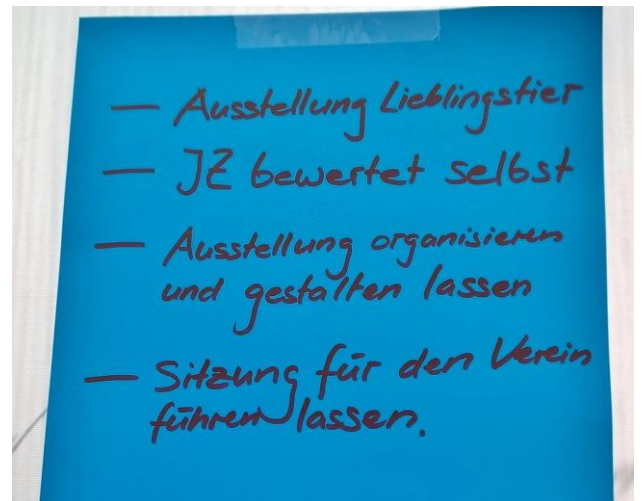 — Ausstellung Lieblingstier
— JZ bewertet selbst
— Ausstellung organisieren
und gestalten lassen
— Sitzung für den Verein
führen lassen.